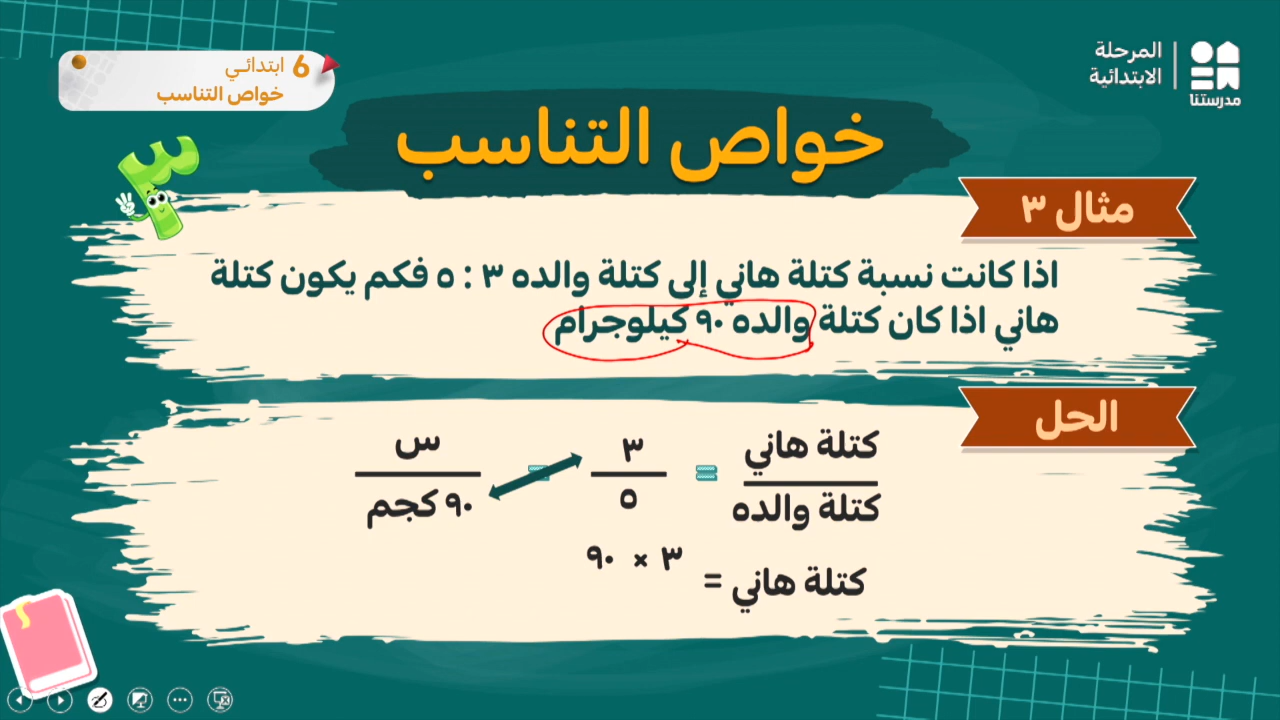 المرحلة
الابتدائية
مدرستنا
6 ابتدائي
خواص التناسب
خواص التناسب
مثال ٣
اذا كانت نسبة كتلة هاني إلى كتلة والده ٣ : ٥ فكم يكون كتلة
هاني اذا كان كتلة والده ٩٠ كيلوجرام
الحل
كتلة هاني = ٣ = س
كتلة والده ٥ ٩٠ كجم
٣ × ٩٠
كتلة هاني =